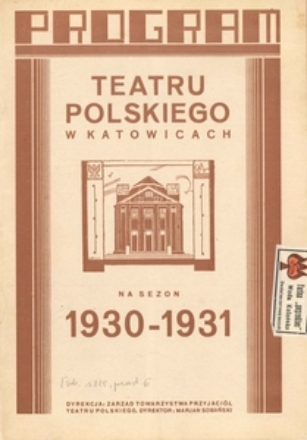 PROGRAM
TEATRU
POLSKIEGO
W KATOWICACH
NA SEZON
1930-1931
DYREKCJA: ZARZĄD TOWARZYSTWA PRZYJACIÓŁ
TEATRU POLSKIEGO, DYREKTOR: MARJAN SOBAŃSKI